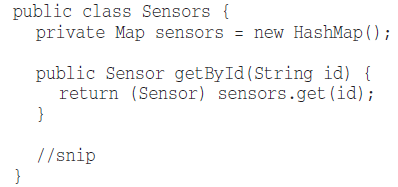 public class Sensors {
  private Map sensors = new HashMap();

  public Sensor getById(String id) {
    return (Sensor) sensors.get(id);
  }

  //snip
}